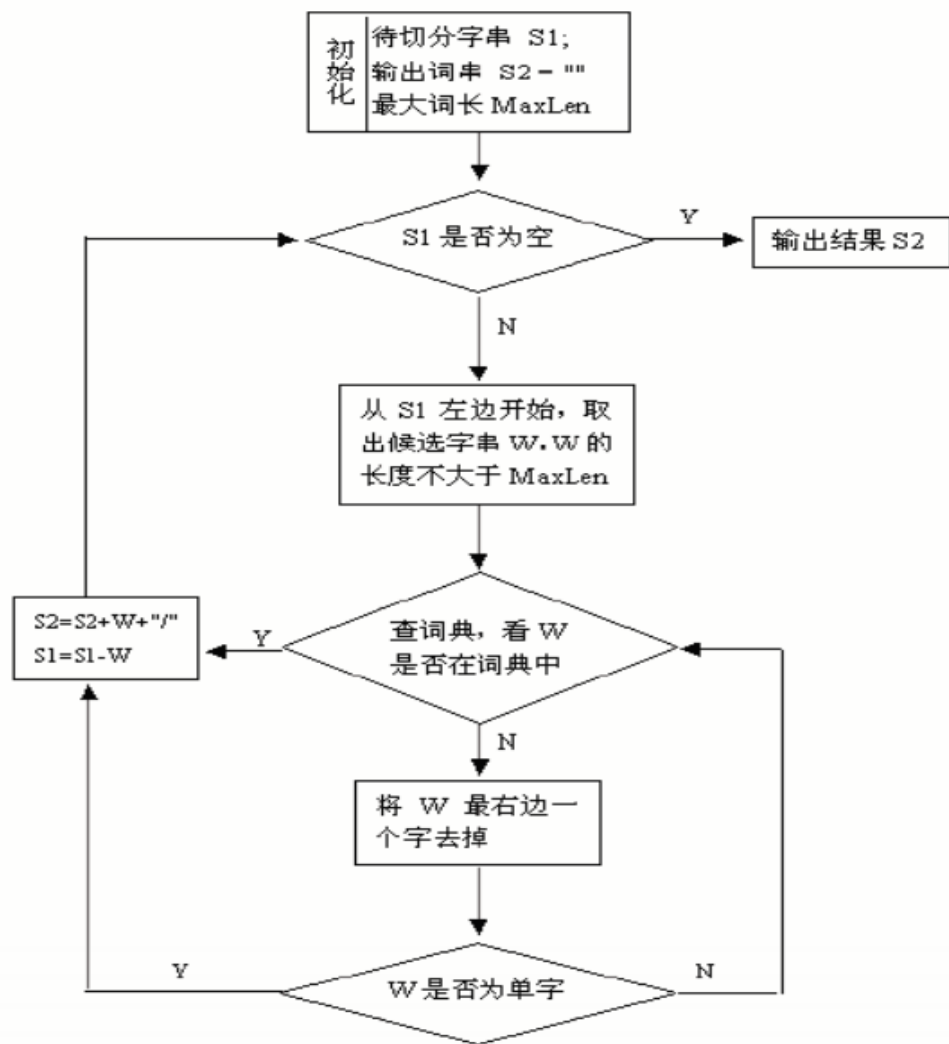 初始化
待切分字串 S1;
输出词串 S2-""
最大词长 MaxLen
S1 是否为空
Y
输出结果 S2
N
从 S1 左边开始，取
出候选字串 W.W 的
长度不大于 MaxLen
S2=S2+W+"/"
S1=S1-W
Y
查词典，看 W
是否在词典中
N
将 W 最右边一
个字去掉
Y
W 是否为单字
N